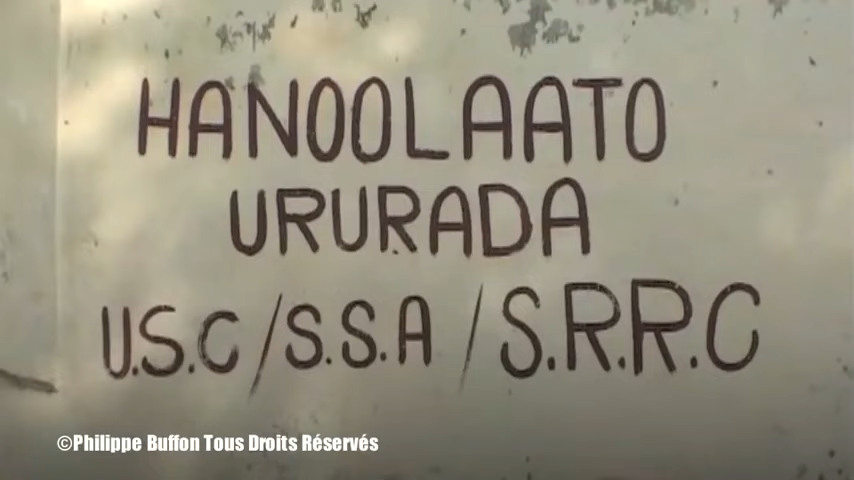 HANOOLAATO
URURADA
U.S.C/S.S.A/S.R.R.C
©Philippe Buffon Tous Droits Réservés